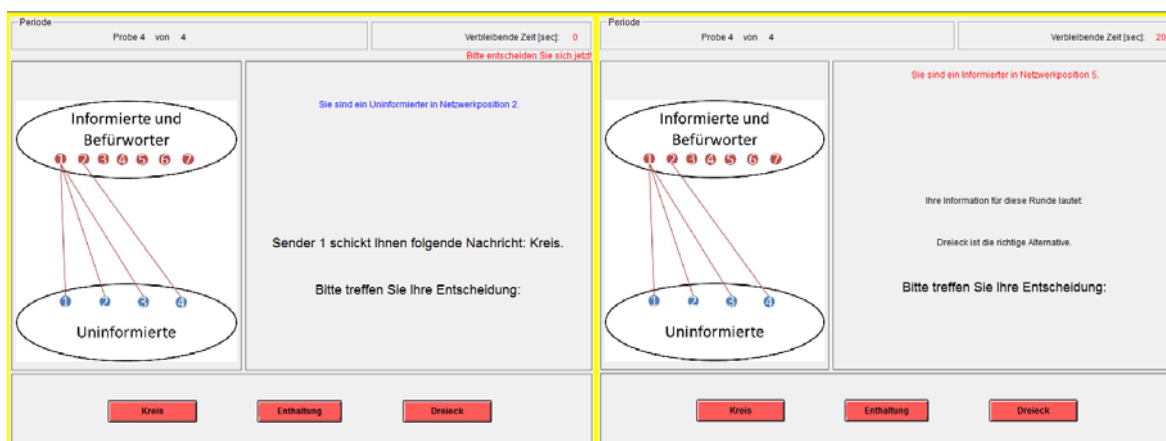 Periode
Probe 4 von 4
Verbleibende Zeit [sec]: 0
Bitte entscheiden Sie sich jetzt!
Informierte und
Befürworter
1 2 3 4 5 6 7
1 2 3 4
Uninformierte
Sie sind ein Uninformierter in Netzwerkposition 2.
Sender 1 schickt Ihnen folgende Nachricht: Kreis.
Bitte treffen Sie Ihre Entscheidung:
Kreis
Enthaltung
Dreieck
Periode
Probe 4 von 4
Verbleibende Zeit [sec]: 20
Informierte und
Befürworter
1 2 3 4 5 6 7
1 2 3 4
Uninformierte
Sie sind ein Informierter in Netzwerkposition 5.
Ihre Information für diese Runde lautet:
Dreieck ist die richtige Alternative.
Bitte treffen Sie Ihre Entscheidung:
Kreis
Enthaltung
Dreieck